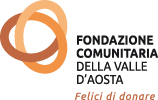 FONDAZIONE
COMUNITARIA
DELLA VALLE
D'AOSTA
Felici di donare